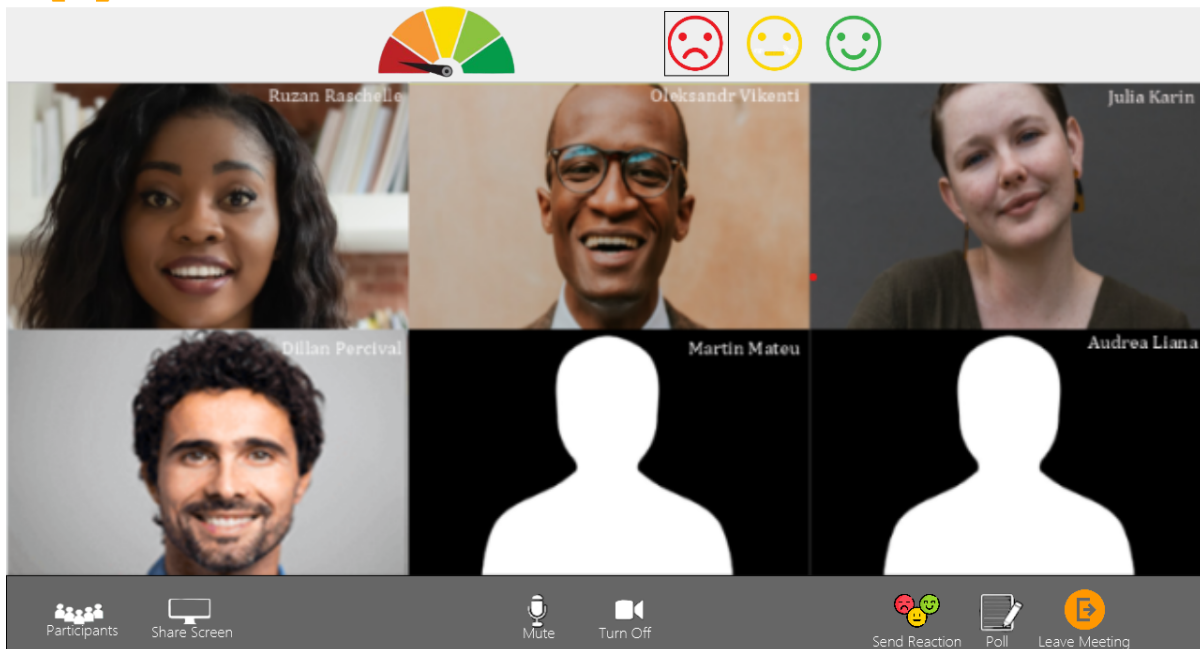 Ruzan Raschelle
Oleksandr Vikenti
Julia Karin
Dillan Percival
Martin Mateu
Audrea Liana
Participants
Share Screen
Mute
Turn Off
Send Reaction
Poll
Leave Meeting